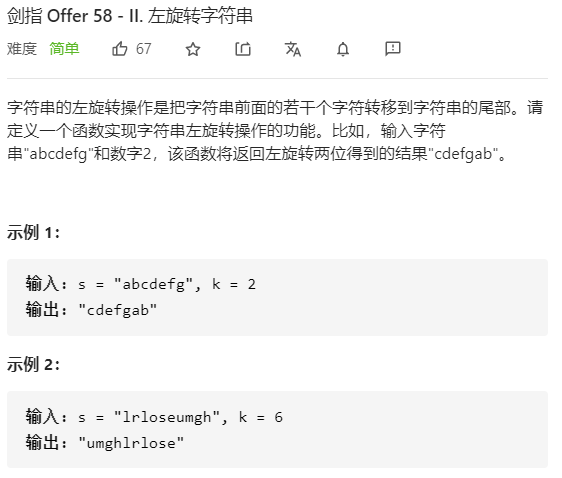 剑指 Offer 58 - II. 左旋转字符串
难度 简单 67
字符串的左旋转操作是把字符串前面的若干个字符转移到字符串的尾部。请
定义一个函数实现字符串左旋转操作的功能。比如，输入字符
串"abcdefg"和数字2，该函数将返回左旋转两位得到的结果"cdefgab"。
示例 1：
输入：s = "abcdefg", k = 2
输出："cdefgab"
示例 2：
输入：s = "lrloseumgh", k = 6
输出："umghlrlose"